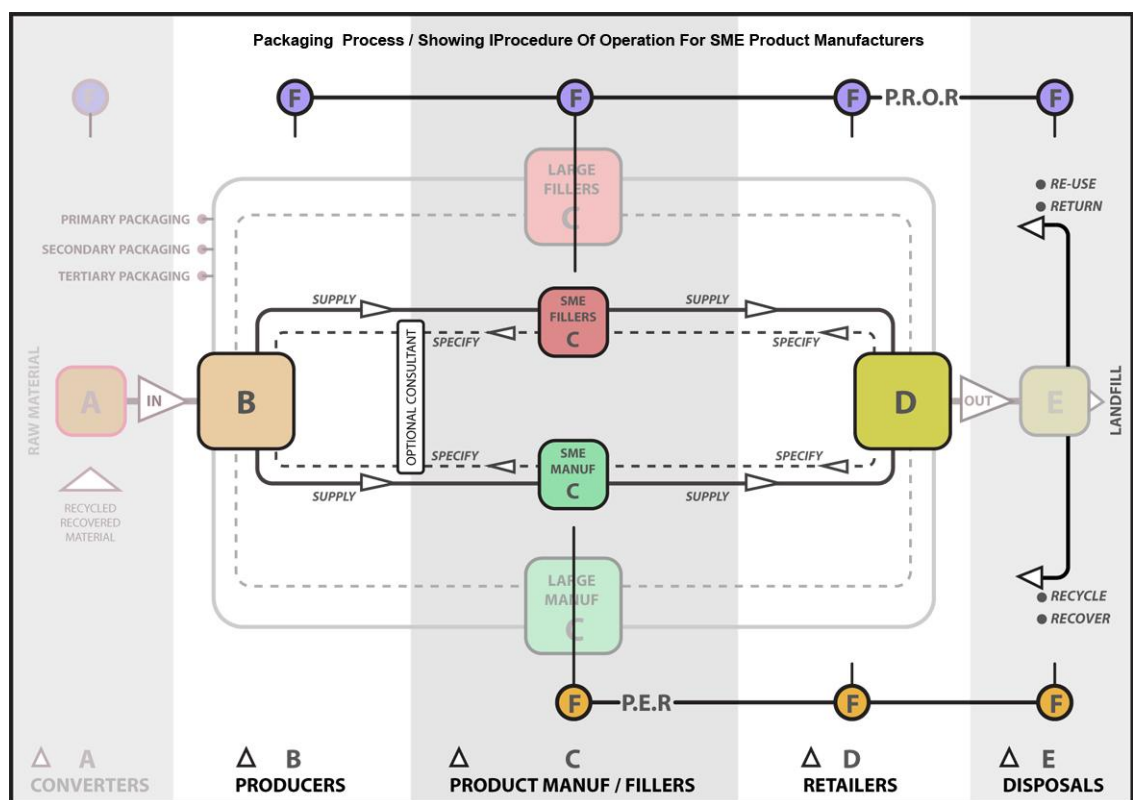 Packaging Process / Showing IProcedure Of Operation For SME Product Manufacturers
F
F
F
F
P.R.O.R
F
LARGE
FILLERS
C
RE-USE
RETURN
PRIMARY PACKAGING
SECONDARY PACKAGING
TERTIARY PACKAGING
SUPPLY
SME
FILLERS
C
SUPPLY
SPECIFY
SPECIFY
OPTIONAL CONSULTANT
RAW MATERIAL
A
IN
B
D
OUT
E
LANDFILL
SPECIFY
SME
MANUF
C
SPECIFY
SUPPLY
SUPPLY
RECYCLED
RECOVERED
MATERIAL
LARGE
MANUF
C
RECYCLE
RECOVER
F
P.E.R
F
F
A
CONVERTERS
B
PRODUCERS
C
PRODUCT MANUF / FILLERS
D
RETAILERS
E
DISPOSALS